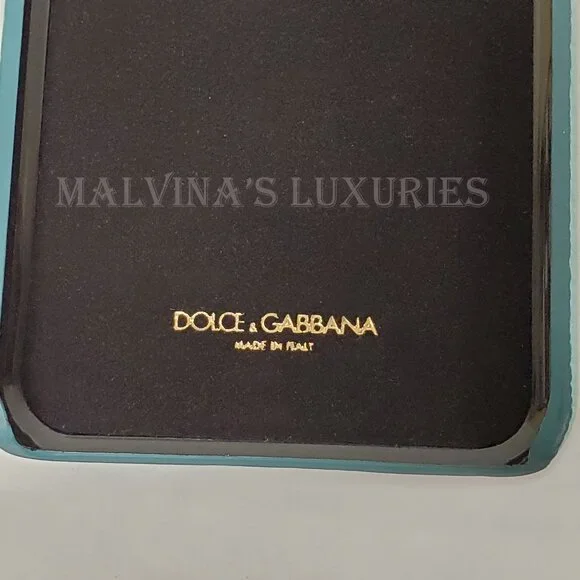 MALVINA'S LUXURIES
DOLCE & GABBANA
MADE IN ITALY